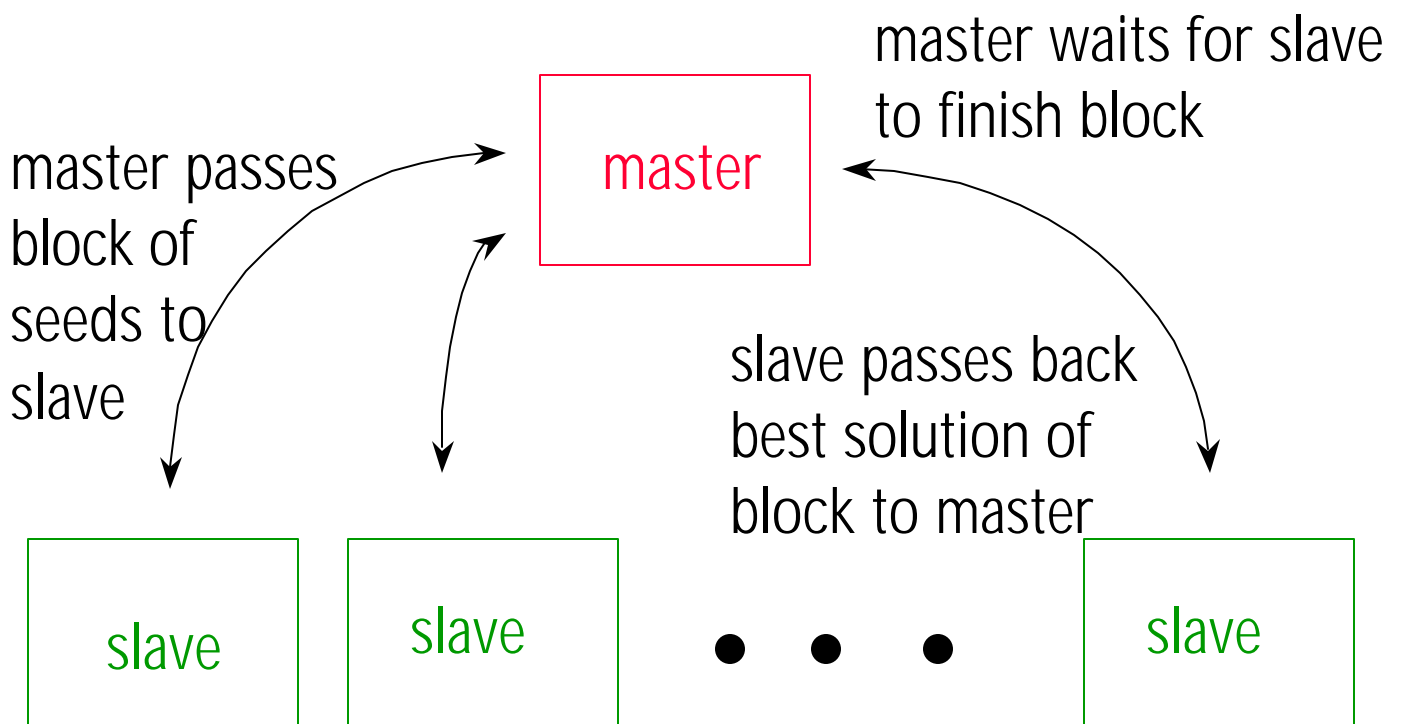 master waits for slave
to finish block
master
master passes
block of
seeds to
slave
slave passes back
best solution of
block to master
slave
slave
slave